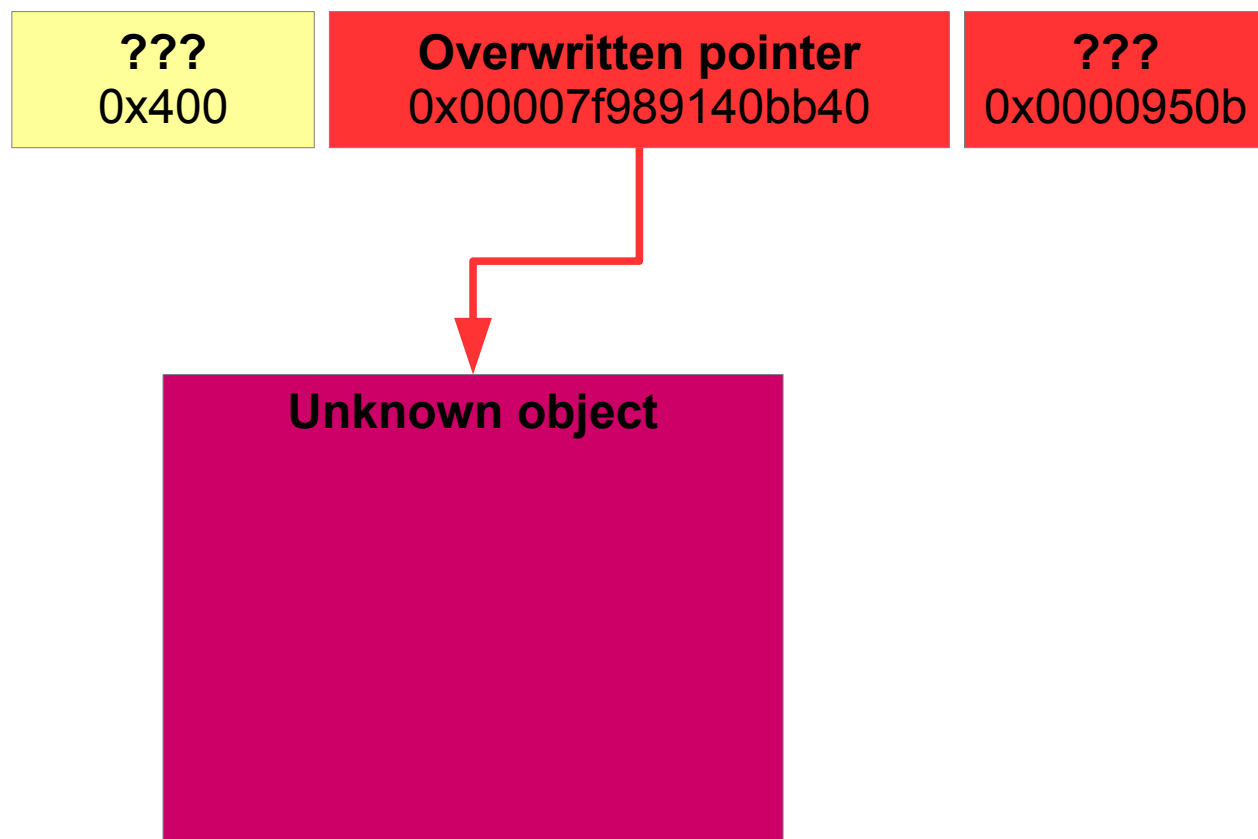 ???
0x400
Overwritten pointer
0x00007f989140bb40
???
0x0000950b
Unknown object